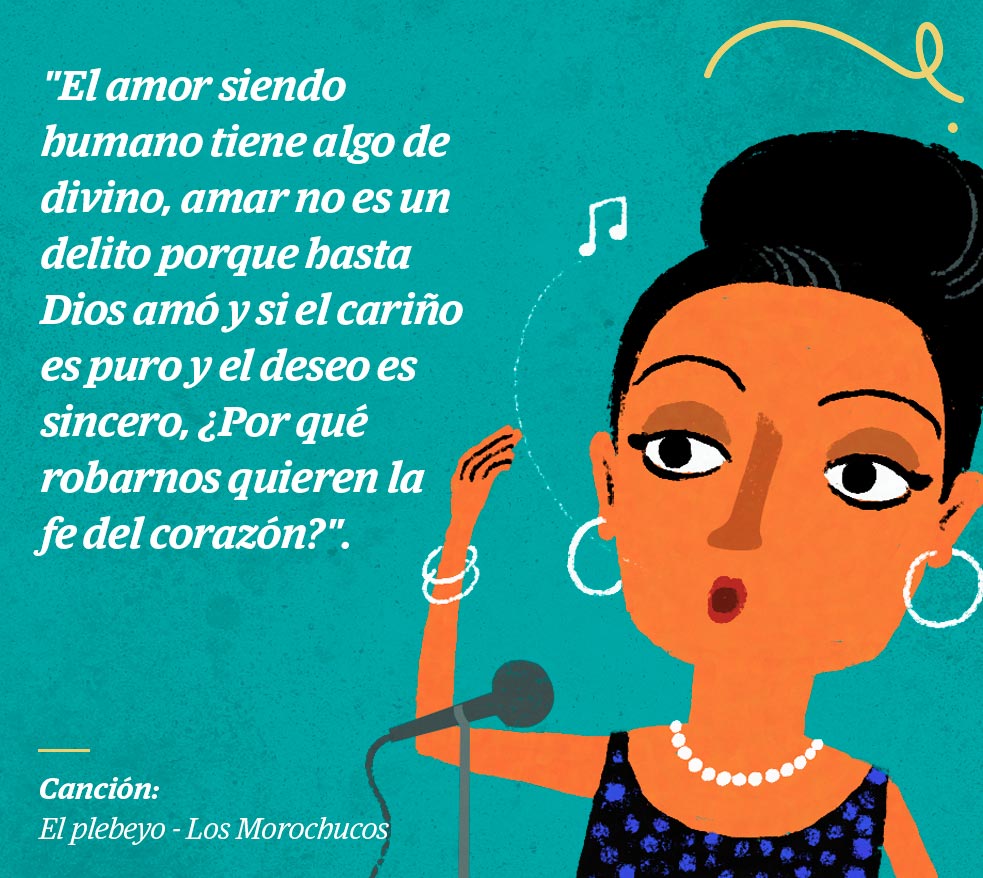 "El amor siendo
humano tiene algo de
divino, amar no es un
delito porque hasta
Dios amó y si el cariño
es puro y el deseo es
sincero, ¿Por qué
robarnos quieren la
fe del corazón?".
Canción:
El plebeyo - Los Morochucos